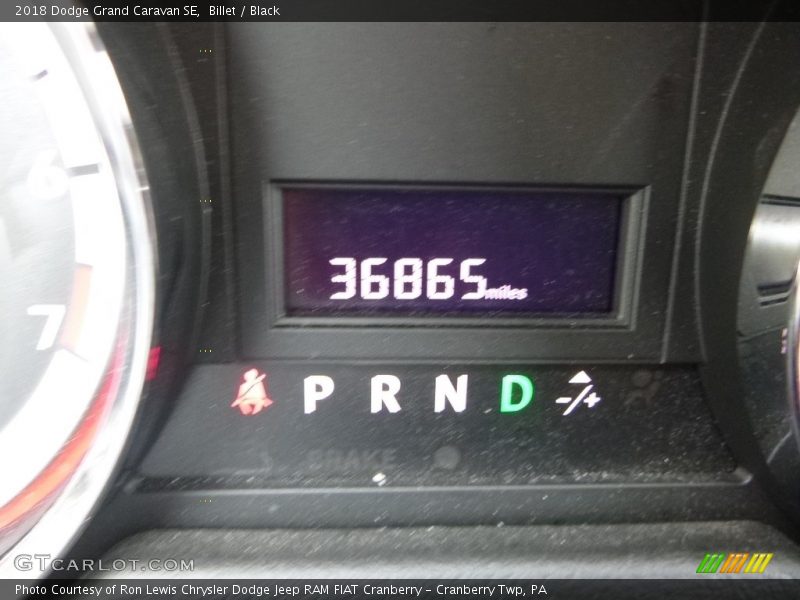 2018 Dodge Grand Caravan SE, Billet / Black
6
7
36865 miles
P R N D -/+
BRAKE
GTCARLOT.COM
Photo Courtesy of Ron Lewis Chrysler Dodge Jeep RAM FIAT Cranberry – Cranberry Twp, PA